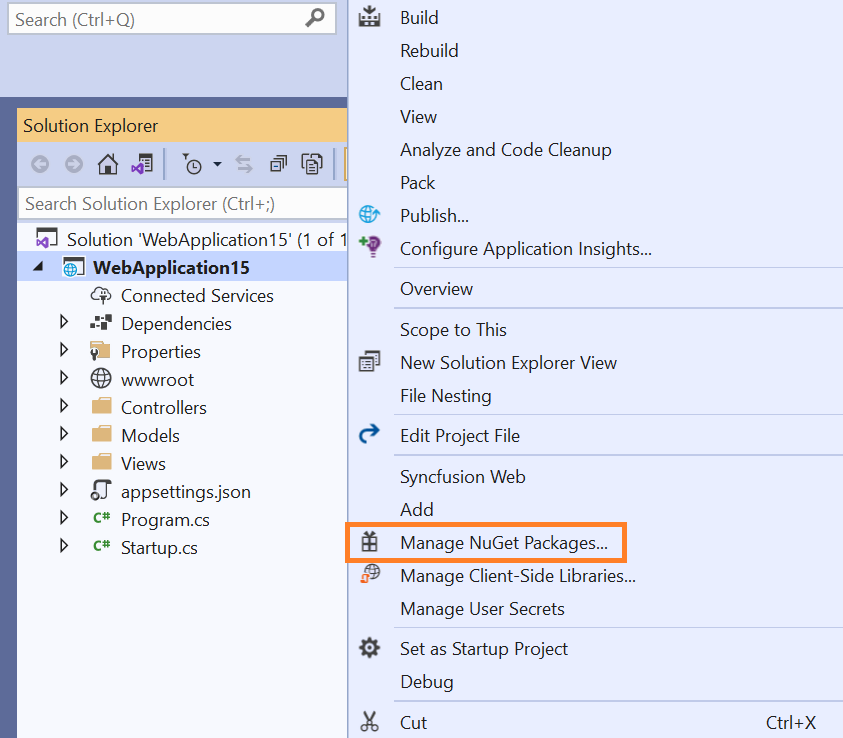 Search (Ctrl+Q)
Solution Explorer
Search Solution Explorer (Ctrl+;)
Solution 'WebApplication15' (1 of 1
WebApplication15
Connected Services
Dependencies
Properties
wwwroot
Controllers
Models
Views
appsettings.json
C# Program.cs
C# Startup.cs
Build
Rebuild
Clean
View
Analyze and Code Cleanup
Pack
Publish...
Configure Application Insights...
Overview
Scope to This
New Solution Explorer View
File Nesting
Edit Project File
Syncfusion Web
Add
Manage NuGet Packages...
Manage Client-Side Libraries...
Manage User Secrets
Set as Startup Project
Debug
Cut Ctrl+X